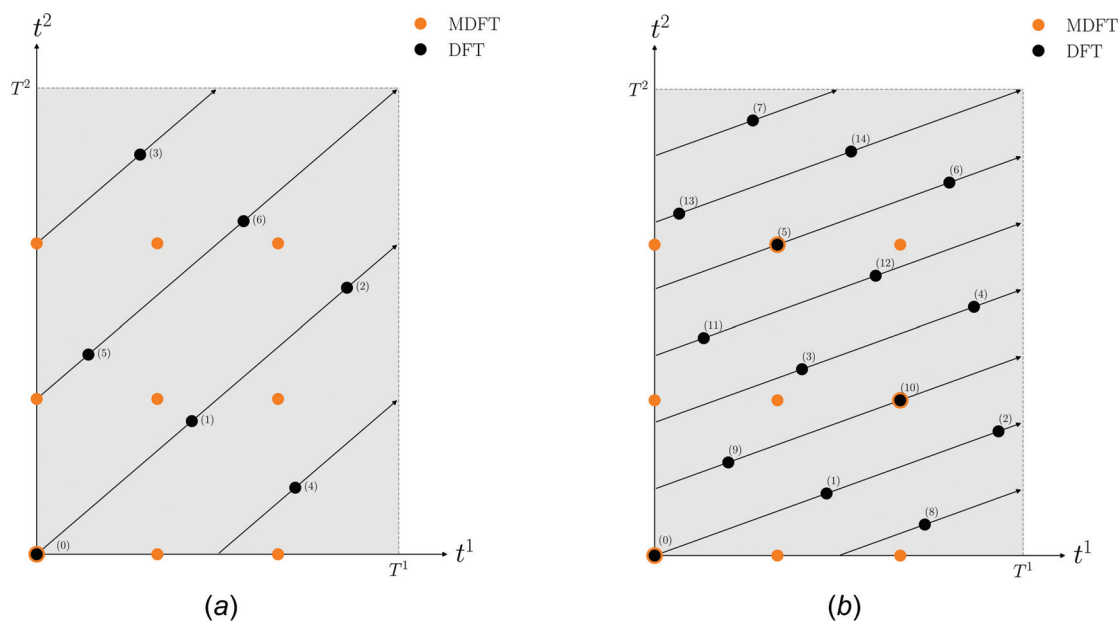 t²
MDFT
DFT
T²
(3)
(6)
(2)
(5)
(1)
(4)
(0)
t¹
T¹
(a)
t²
MDFT
DFT
T²
(7)
(14)
(6)
(13)
(5)
(12)
(4)
(11)
(3)
(10)
(2)
(9)
(1)
(8)
(0)
t¹
T¹
(b)